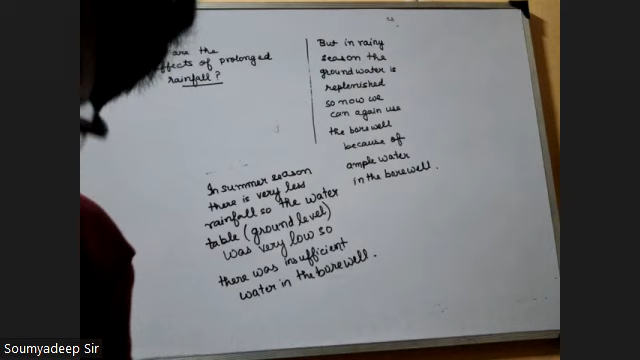 are the
effects of prolonged
rainfall?
In summer season
there is very less
rainfall so the water
table (ground level)
was very low so
there was insufficient
water in the borewell.
But in rainy
season the
groundwater is
replenished
so now we
can again use
the borewell
because of
ample water
in the borewell.
Soumyadeep Sir